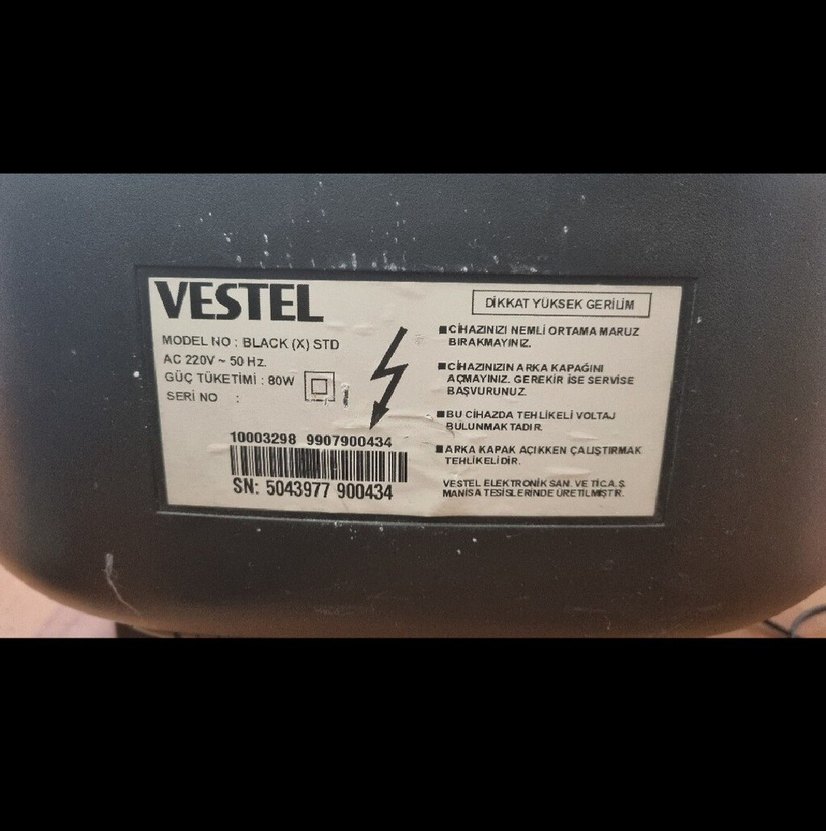 VESTEL
MODEL NO : BLACK (X) STD
AC 220V ~ 50 Hz.
GÜÇ TÜKETİMİ : 80W
SERİ NO :
10003298 9907900434
SN: 5043977 900434
DİKKAT YÜKSEK GERİLİM
■ CİHAZINIZI NEMLİ ORTAMA MARUZ
BIRAKMAYINIZ.
■ CİHAZINIZIN ARKA KAPAĞINI
AÇMAYINIZ. GEREKİR İSE SERVİSE
BAŞVURUNUZ.
■ BU CİHAZDA TEHLİKELİ VOLTAJ
BULUNMAKTADIR.
■ ARKA KAPAK AÇIKKEN ÇALIŞTIRMAK
TEHLİKELİDİR.
VESTEL ELEKTRONİK SAN. VE TİC.A.Ş.
MANİSA TESİSLERİNDE ÜRETİLMİŞTİR.